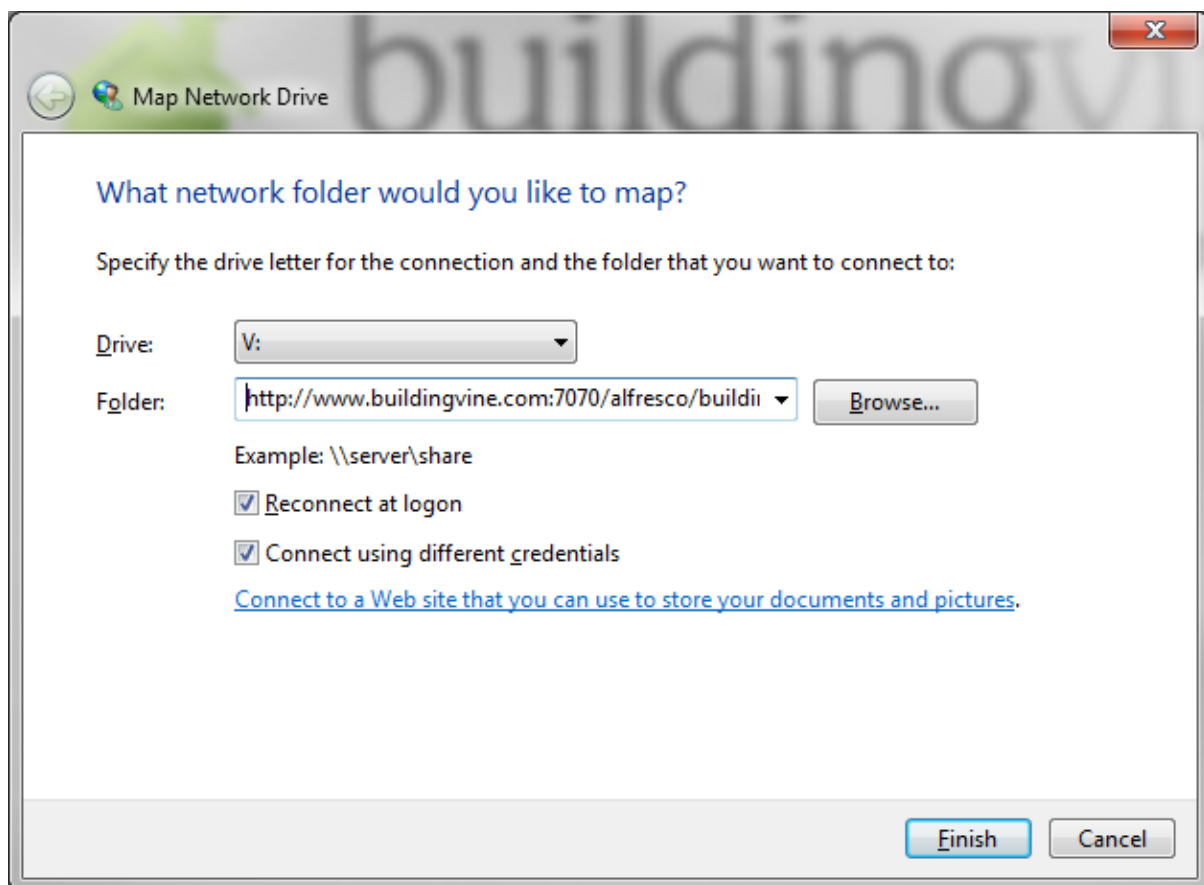 buildingvi
Map Network Drive
What network folder would you like to map?
Specify the drive letter for the connection and the folder that you want to connect to:
Drive: V:
Folder: http://www.buildingvine.com:7070/alfresco/buildin Browse...
Example: \\server\share
Reconnect at logon
Connect using different credentials
Connect to a Web site that you can use to store your documents and pictures.
Finish Cancel